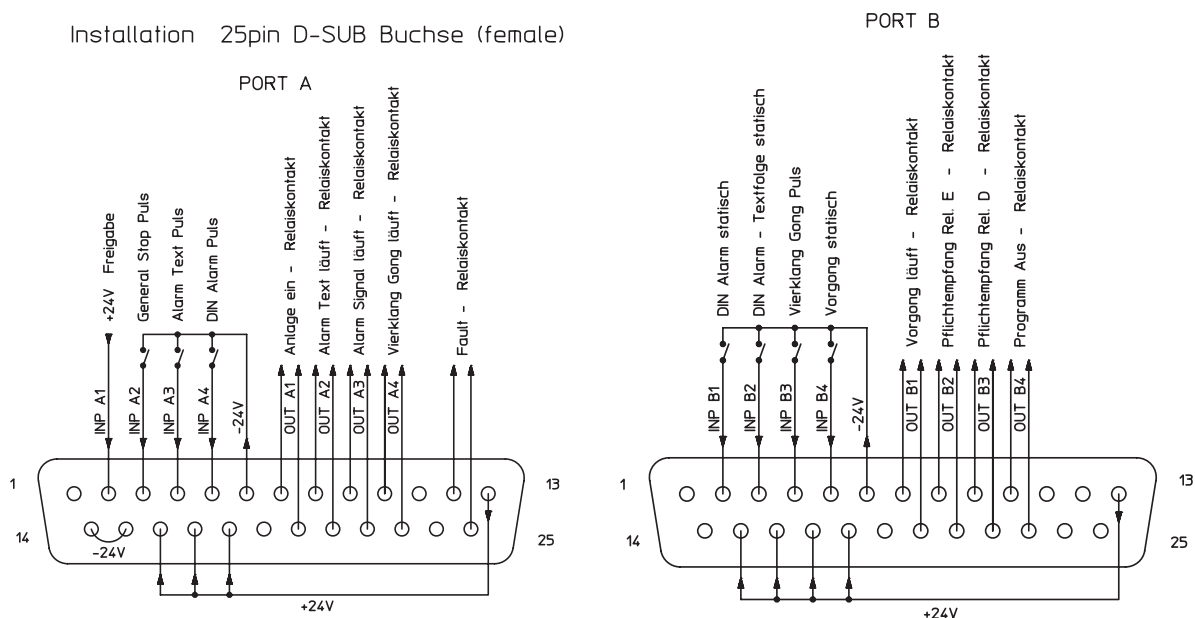 Installation 25pin D-SUB Buchse (female)
PORT A
+24V Freigabe
General Stop Puls
Alarm Text Puls
DIN Alarm Puls
Anlage ein - Relaiskontakt
Alarm Text läuft - Relaiskontakt
Alarm Signal läuft - Relaiskontakt
Vierklang Gong läuft - Relaiskontakt
Fault - Relaiskontakt
INP A1
INP A2
INP A3
INP A4
-24V
OUT A1
OUT A2
OUT A3
OUT A4
1
13
14
25
-24V
+24V
PORT B
DIN Alarm statisch
DIN Alarm - Textfolge statisch
Vierklang Gong Puls
Vorgong statisch
Vorgong läuft - Relaiskontakt
Pflichtempfang Rel. E - Relaiskontakt
Pflichtempfang Rel. D - Relaiskontakt
Programm Aus - Relaiskontakt
INP B1
INP B2
INP B3
INP B4
-24V
OUT B1
OUT B2
OUT B3
OUT B4
1
13
14
25
+24V